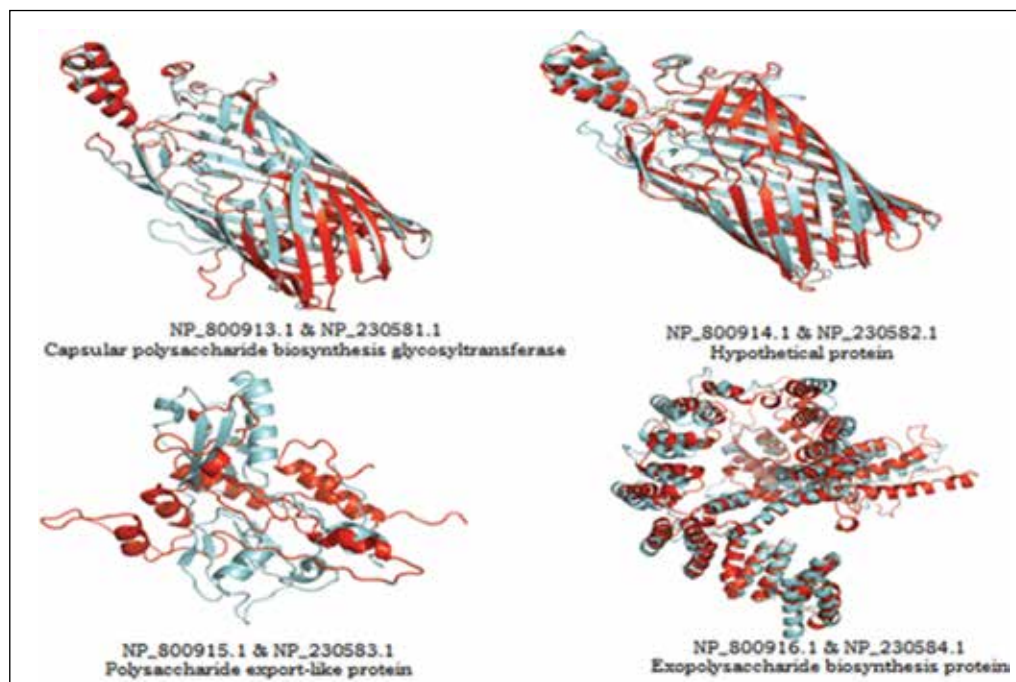 NP_800913.1 & NP_230581.1
Capsular polysaccharide biosynthesis glycosyltransferase
NP_800914.1 & NP_230582.1
Hypothetical protein
NP_800915.1 & NP_230583.1
Polysaccharide export-like protein
NP_800916.1 & NP_230584.1
Exopolysaccharide biosynthesis protein